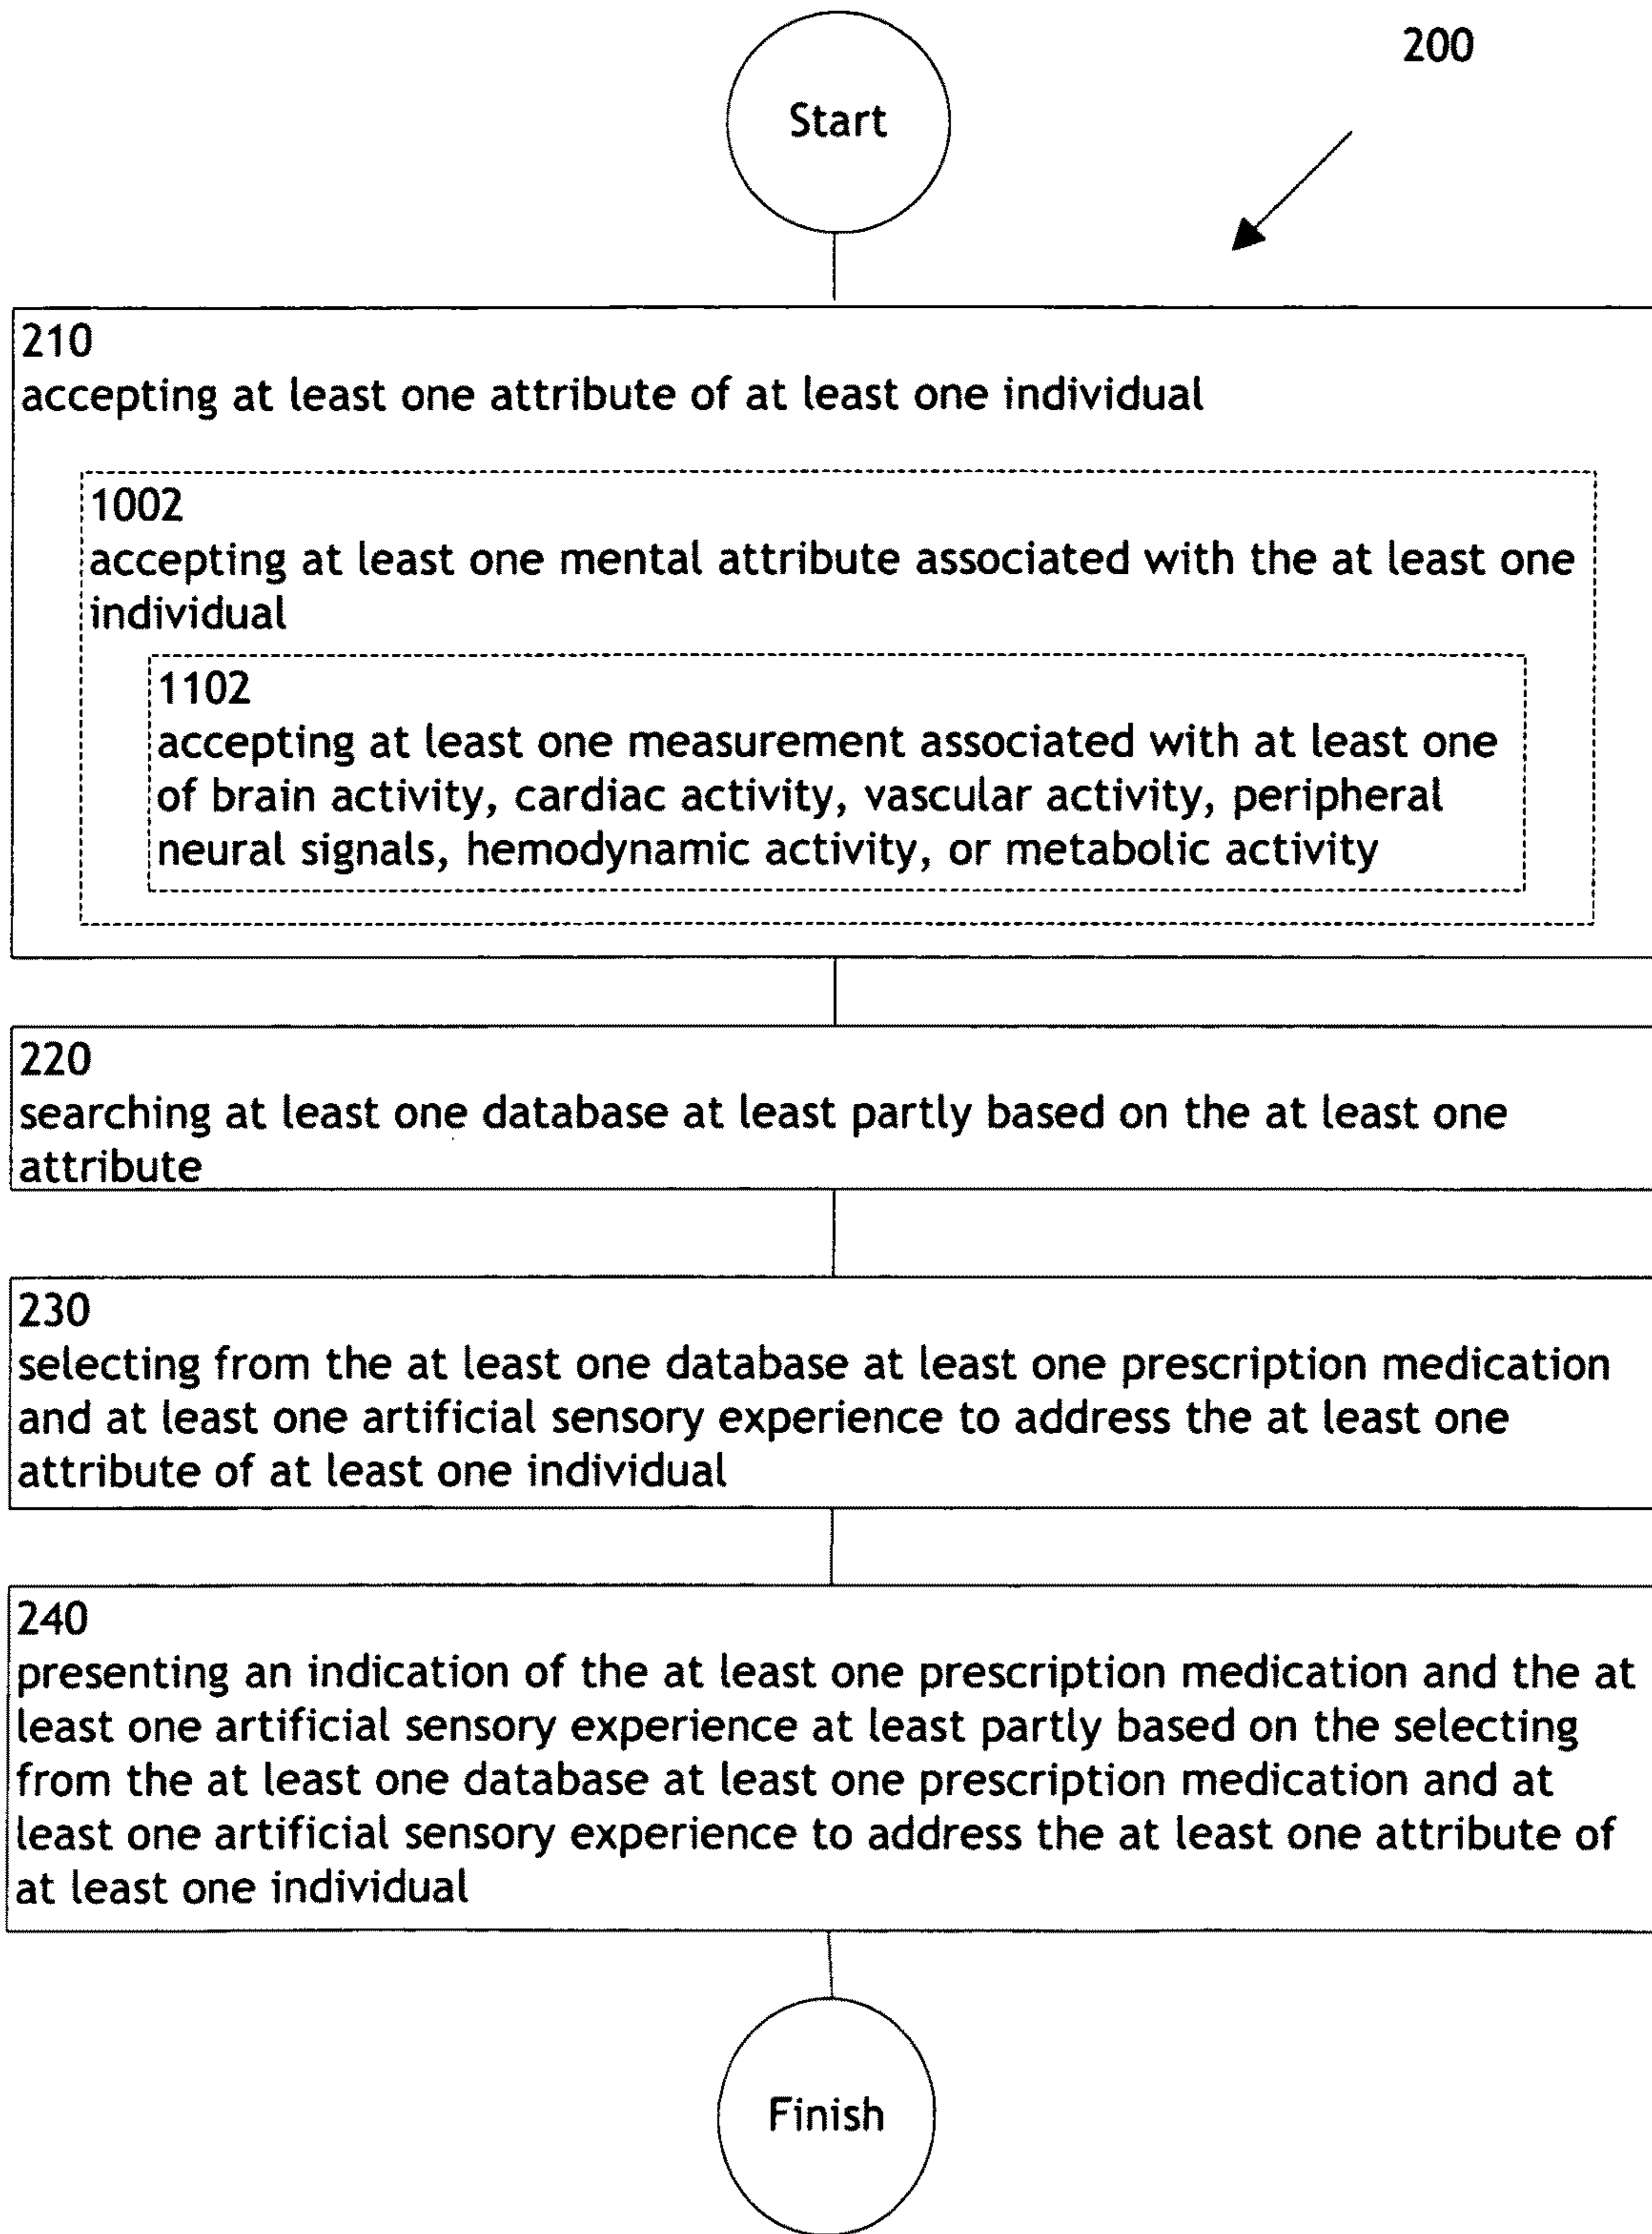 200
Start
210
accepting at least one attribute of at least one individual
1002
accepting at least one mental attribute associated with the at least one
individual
1102
accepting at least one measurement associated with at least one
of brain activity, cardiac activity, vascular activity, peripheral
neural signals, hemodynamic activity, or metabolic activity
220
searching at least one database at least partly based on the at least one
attribute
230
selecting from the at least one database at least one prescription medication
and at least one artificial sensory experience to address the at least one
attribute of at least one individual
240
presenting an indication of the at least one prescription medication and the at
least one artificial sensory experience at least partly based on the selecting
from the at least one database at least one prescription medication and at
least one artificial sensory experience to address the at least one attribute of
at least one individual
Finish